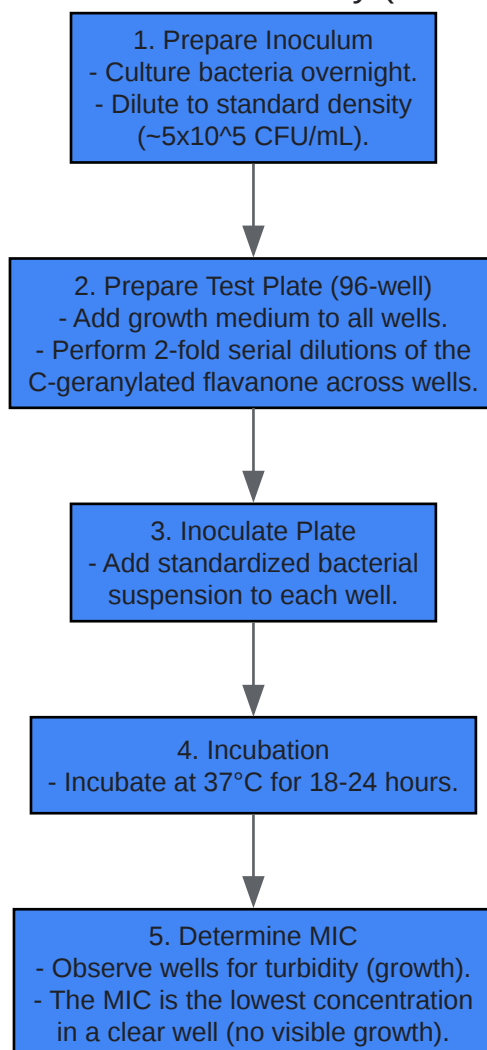 1. Prepare Inoculum
- Culture bacteria overnight.
- Dilute to standard density
(~5x10^5 CFU/mL).
2. Prepare Test Plate (96-well)
- Add growth medium to all wells.
- Perform 2-fold serial dilutions of the
C-geranylated flavanone across wells.
3. Inoculate Plate
- Add standardized bacterial
suspension to each well.
4. Incubation
- Incubate at 37°C for 18-24 hours.
5. Determine MIC
- Observe wells for turbidity (growth).
- The MIC is the lowest concentration
in a clear well (no visible growth).